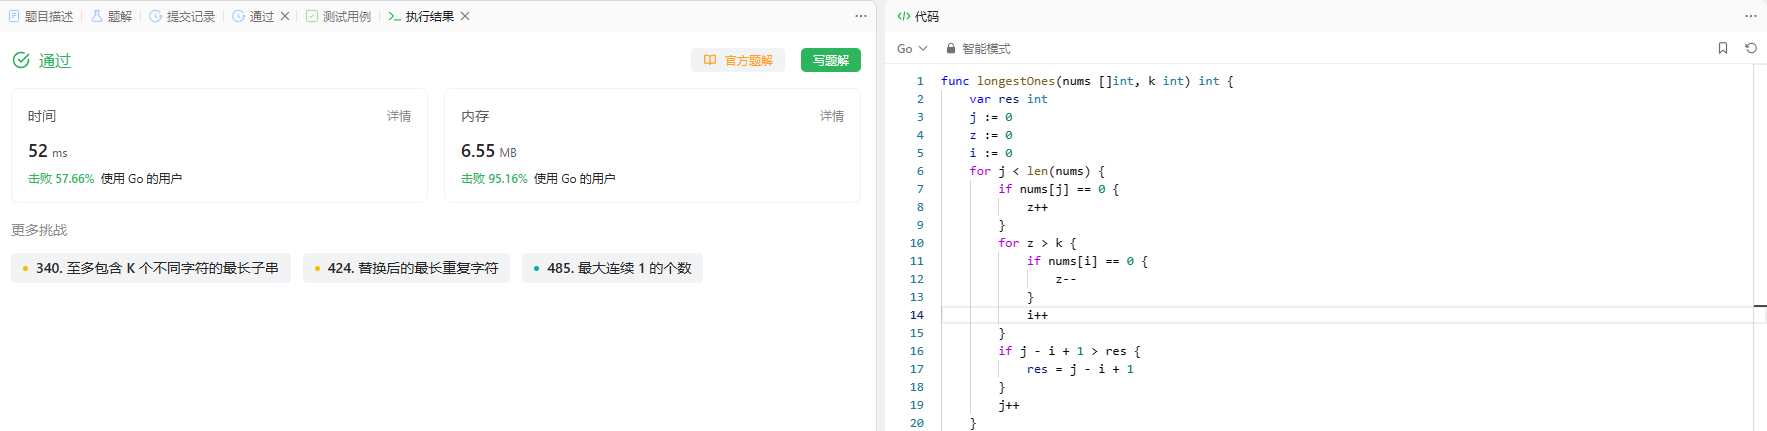 题目描述 题解 提交记录 通过 测试用例 执行结果
通过
官方题解 写题解
时间 详情
52 ms
击败 57.66% 使用 Go 的用户
内存 详情
6.55 MB
击败 95.16% 使用 Go 的用户
更多挑战
340. 至多包含 K 个不同字符的最长子串 424. 替换后的最长重复字符 485. 最大连续 1 的个数
代码
Go 智能模式
1 func longestOnes(nums []int, k int) int {
2     var res int
3     j := 0
4     z := 0
5     i := 0
6     for j < len(nums) {
7         if nums[j] == 0 {
8             z++
9         }
10         for z > k {
11             if nums[i] == 0 {
12                 z--
13             }
14             i++
15         }
16         if j - i + 1 > res {
17             res = j - i + 1
18         }
19         j++
20     }